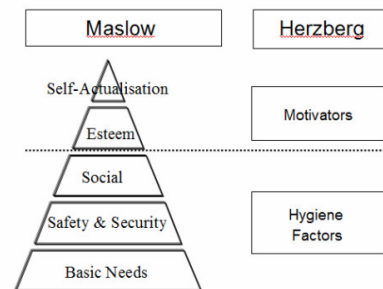 Maslow
Herzberg
Self-Actualisation
Esteem
Motivators
Social
Safety & Security
Hygiene
Factors
Basic Needs